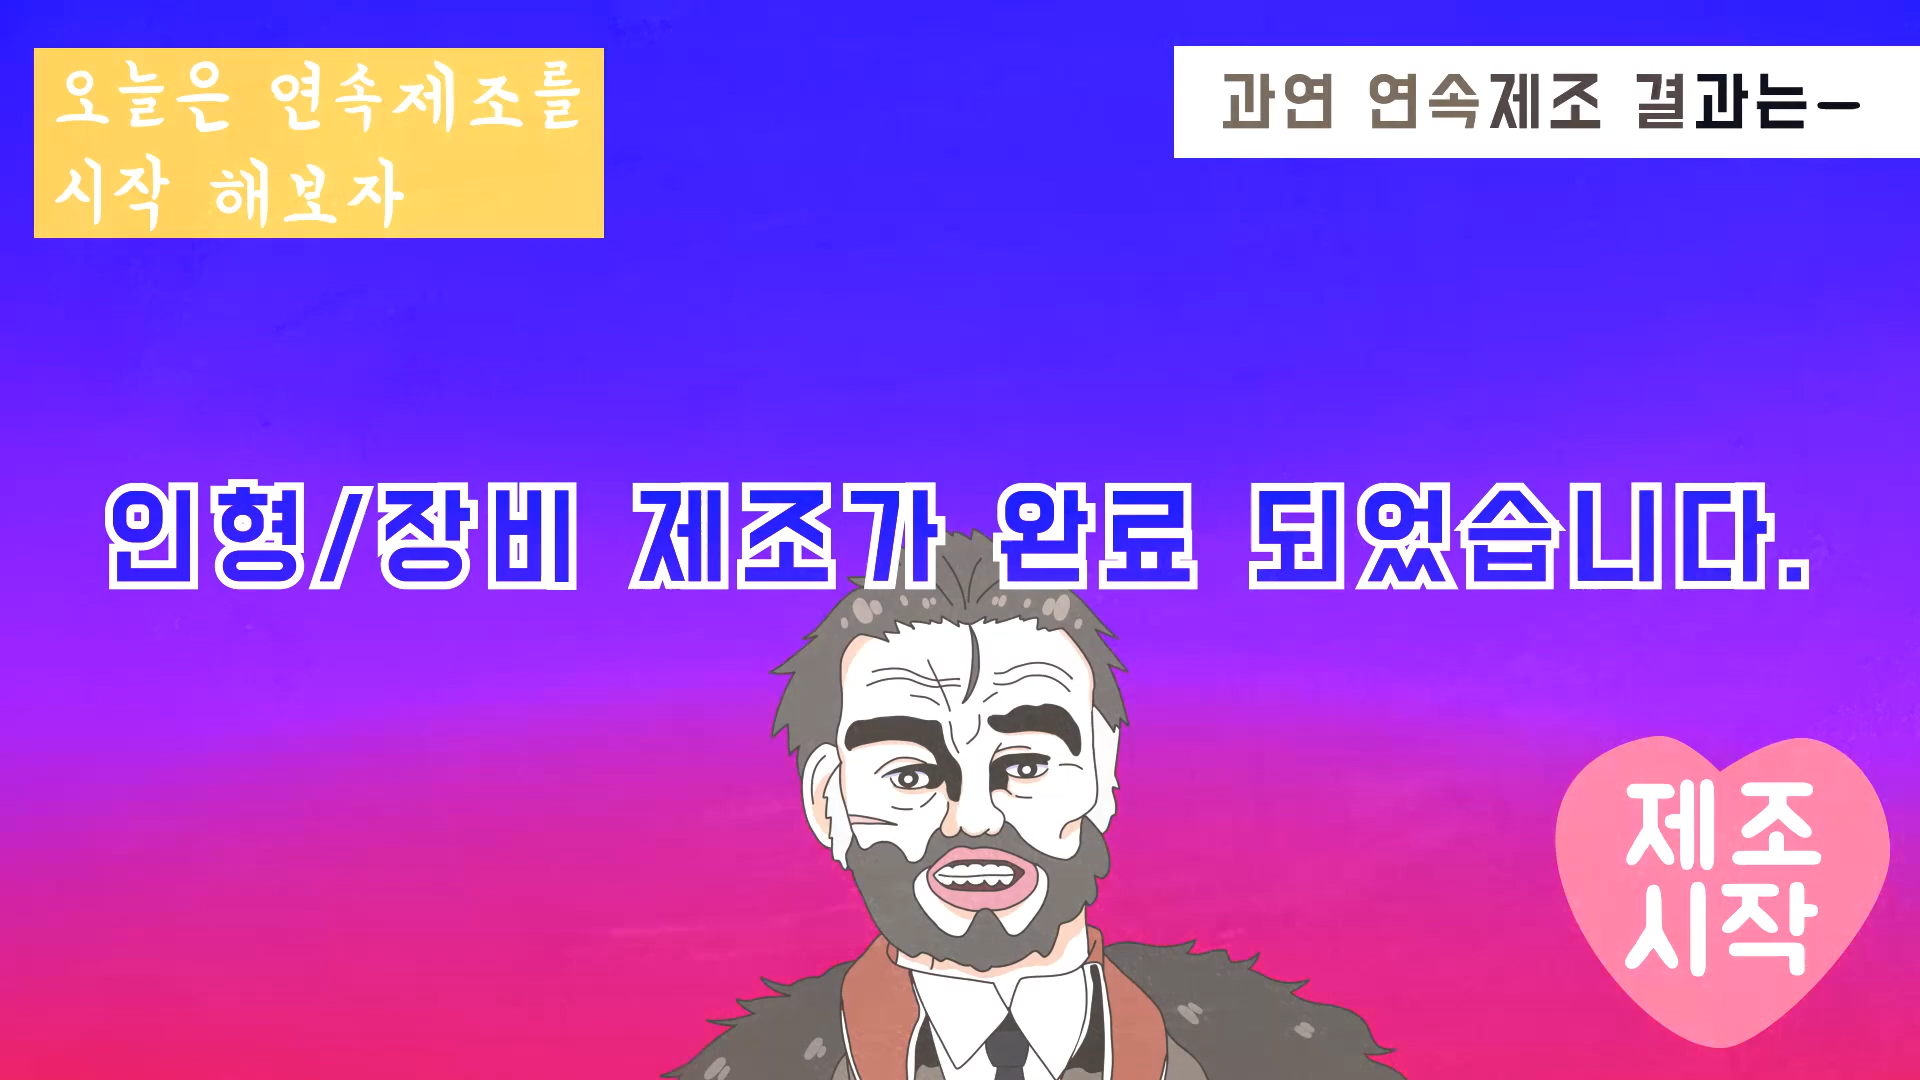 오늘은 연속제조를
시작 해보자
과연 연속제조 결과는-
인형/장비 제조가 완료 되었습니다.
제조
시작